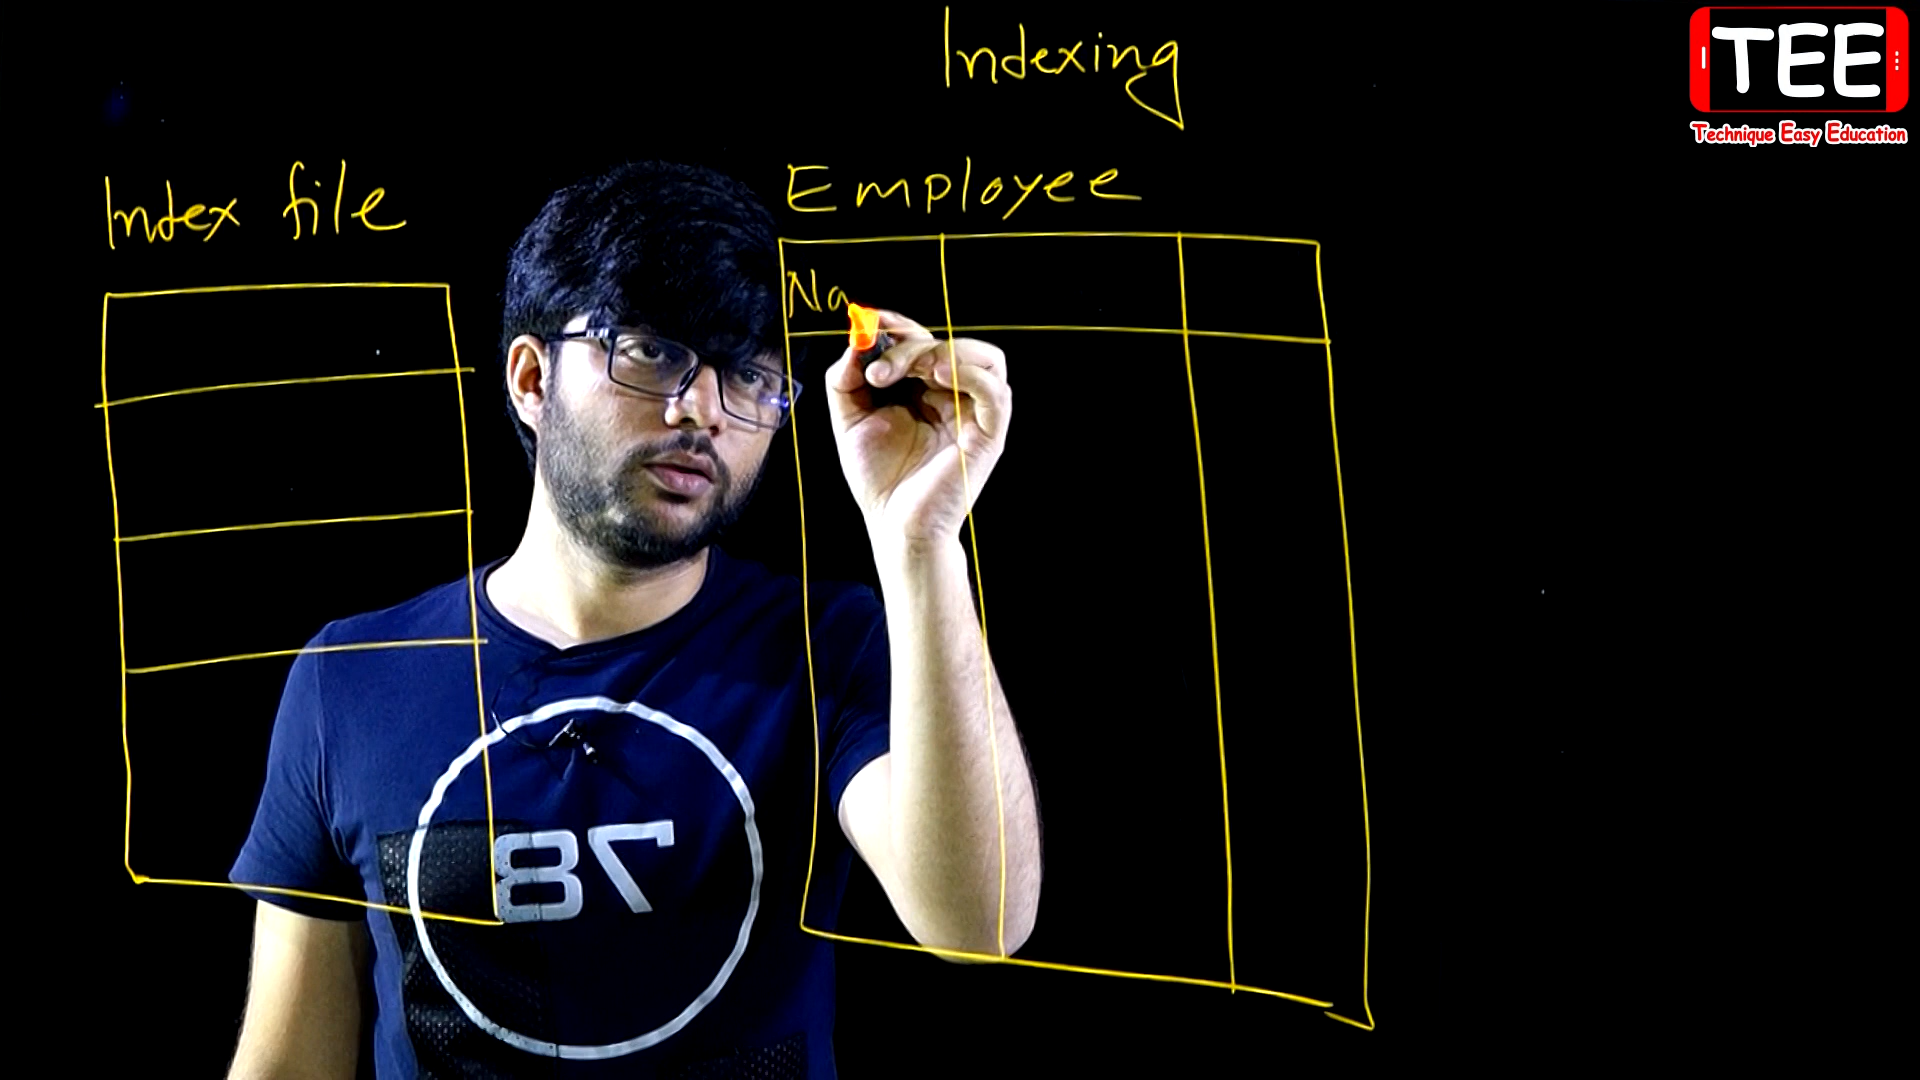 Indexing
TEE
Technique Easy Education
Index file
Employee
Na
78